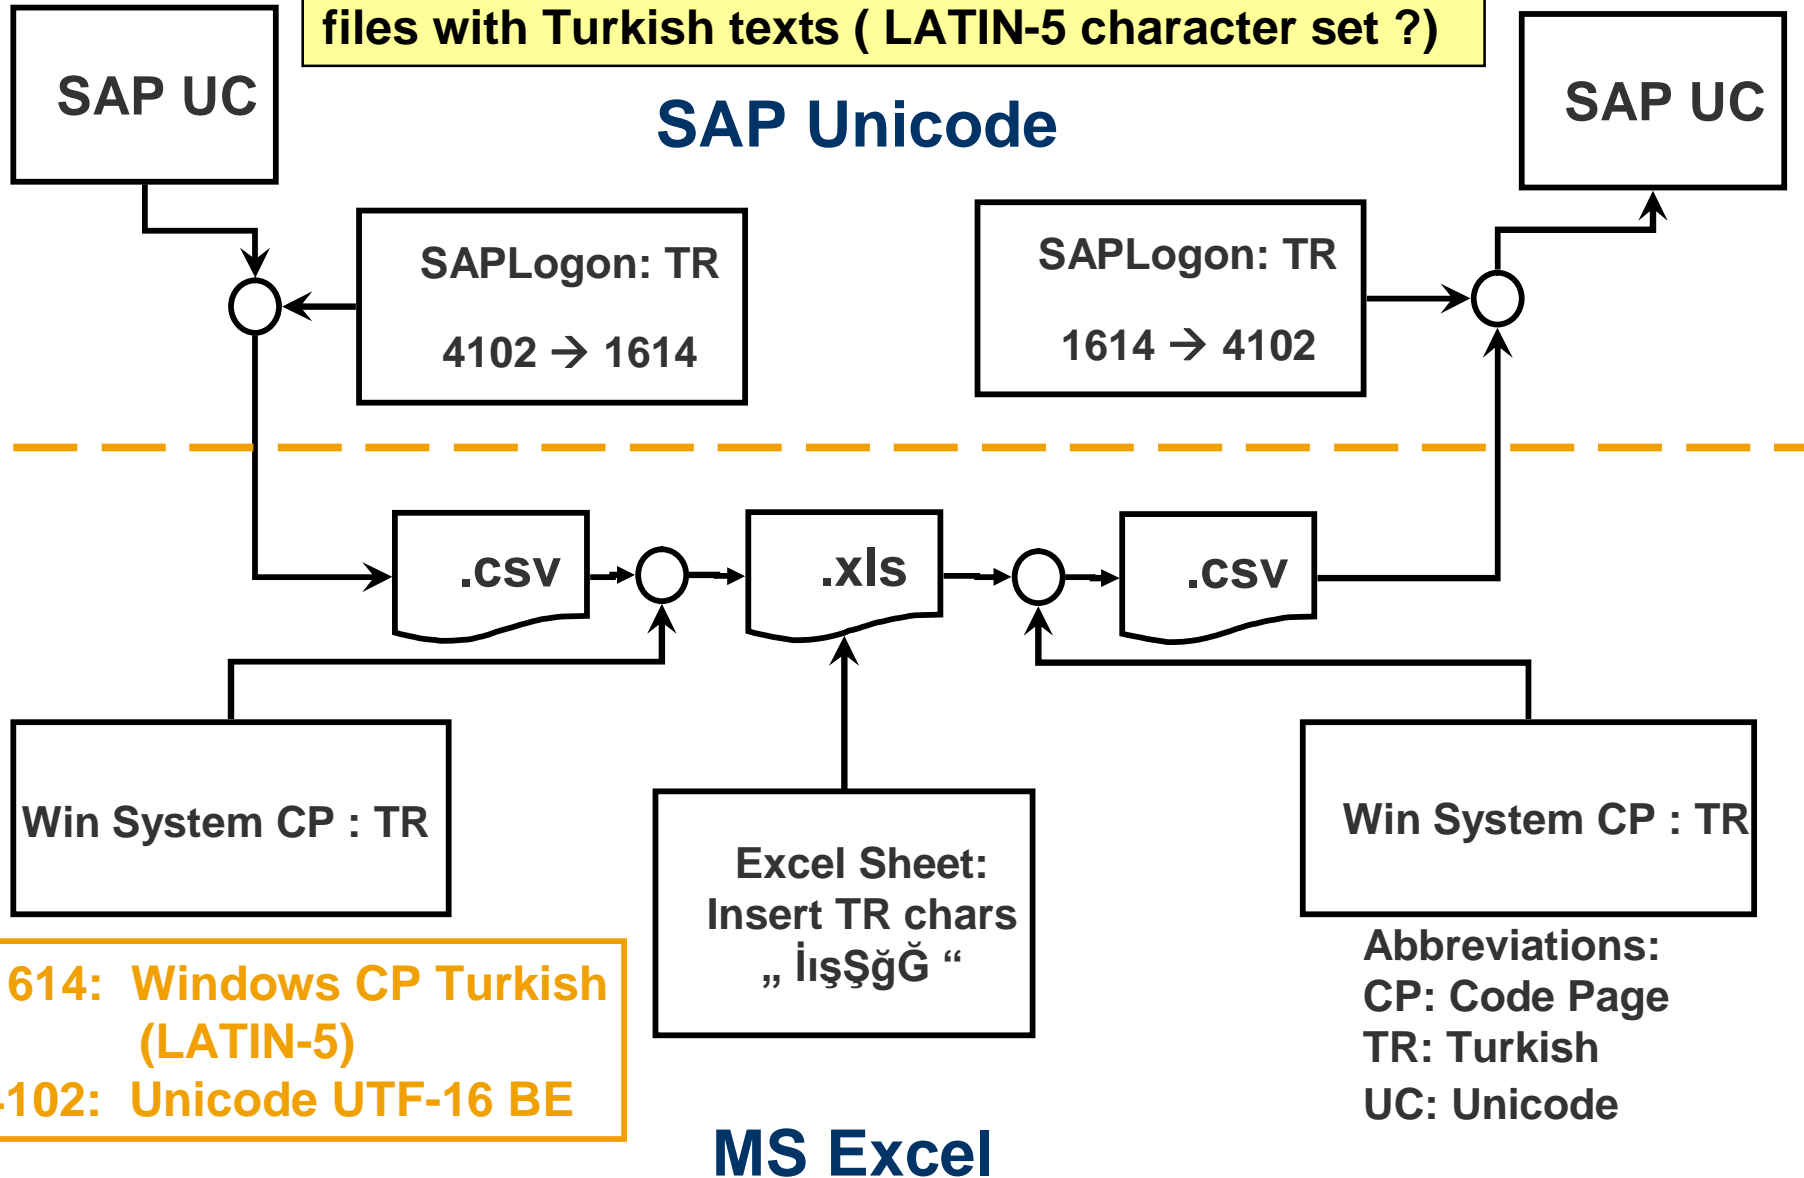 files with Turkish texts ( LATIN-5 character set ?)
SAP UC
SAP Unicode
SAP UC
SAPLogon: TR
4102 → 1614
SAPLogon: TR
1614 → 4102
.csv
.xls
.csv
Win System CP : TR
Excel Sheet:
Insert TR chars
„ İışŞğĞ “
Win System CP : TR
614: Windows CP Turkish
(LATIN-5)
4102: Unicode UTF-16 BE
Abbreviations:
CP: Code Page
TR: Turkish
UC: Unicode
MS Excel